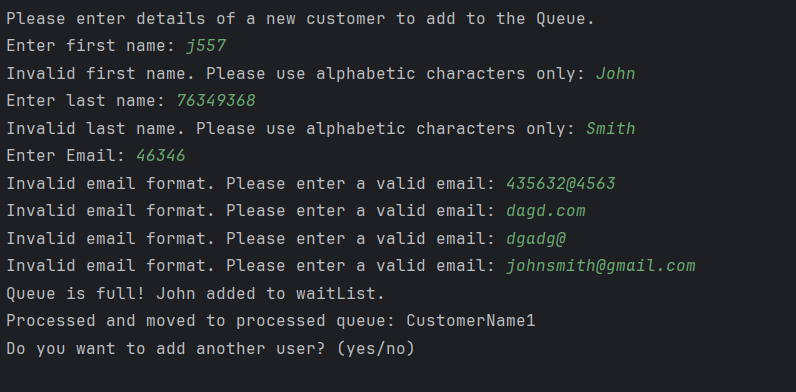 Please enter details of a new customer to add to the Queue.
Enter first name: j557
Invalid first name. Please use alphabetic characters only: John
Enter last name: 76349368
Invalid last name. Please use alphabetic characters only: Smith
Enter Email: 46346
Invalid email format. Please enter a valid email: 435632@4563
Invalid email format. Please enter a valid email: dagd.com
Invalid email format. Please enter a valid email: dgadg@
Invalid email format. Please enter a valid email: johnsmith@gmail.com
Queue is full! John added to waitList.
Processed and moved to processed queue: CustomerName1
Do you want to add another user? (yes/no)